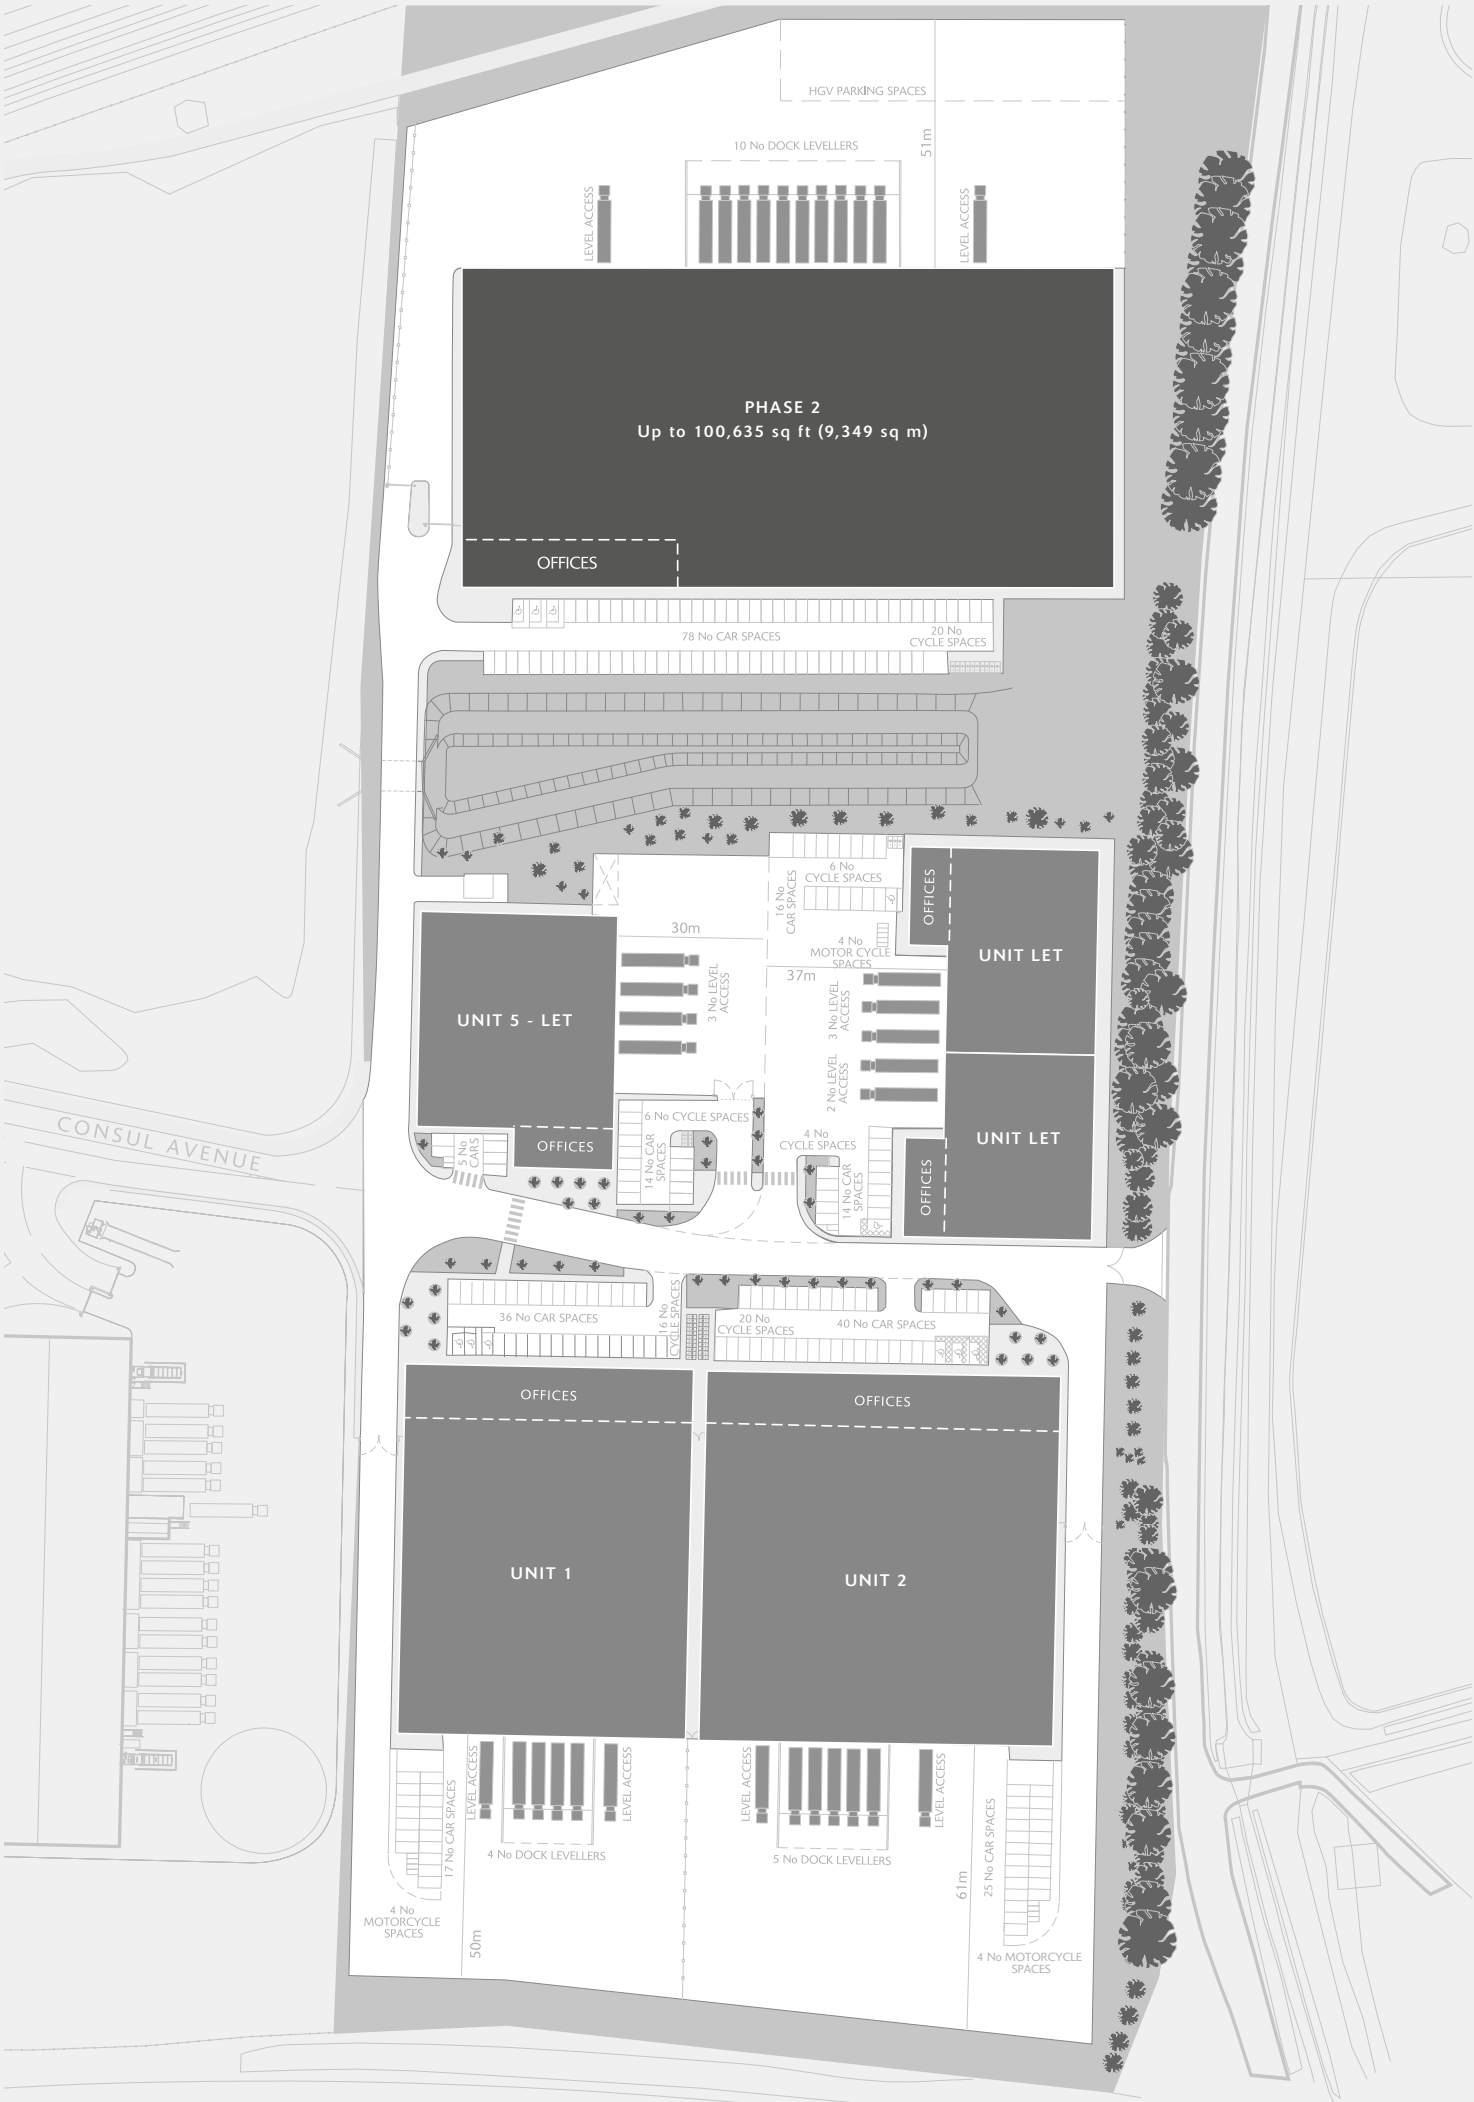 HGV PARKING SPACES
51m
10 No DOCK LEVELLERS
LEVEL ACCESS
LEVEL ACCESS
PHASE 2
Up to 100,635 sq ft (9,349 sq m)
OFFICES
78 No CAR SPACES
20 No
CYCLE SPACES
6 No
CYCLE SPACES
16 No
CAR SPACES
OFFICES
30m
4 No
MOTOR CYCLE
SPACES
UNIT LET
37m
3 No LEVEL
ACCESS
3 No LEVEL
ACCESS
UNIT 5 - LET
2 No LEVEL
ACCESS
6 No CYCLE SPACES
CONSUL AVENUE
4 No
CYCLE SPACES
UNIT LET
5 No
CARS
OFFICES
14 No CAR
SPACES
14 No CAR
SPACES
OFFICES
36 No CAR SPACES
16 No
CYCLE SPACES
20 No
CYCLE SPACES
40 No CAR SPACES
OFFICES
OFFICES
UNIT 1
UNIT 2
LEVEL ACCESS
LEVEL ACCESS
LEVEL ACCESS
LEVEL ACCESS
17 No CAR SPACES
4 No DOCK LEVELLERS
5 No DOCK LEVELLERS
25 No CAR SPACES
61m
4 No
MOTORCYCLE
SPACES
50m
4 No MOTORCYCLE
SPACES